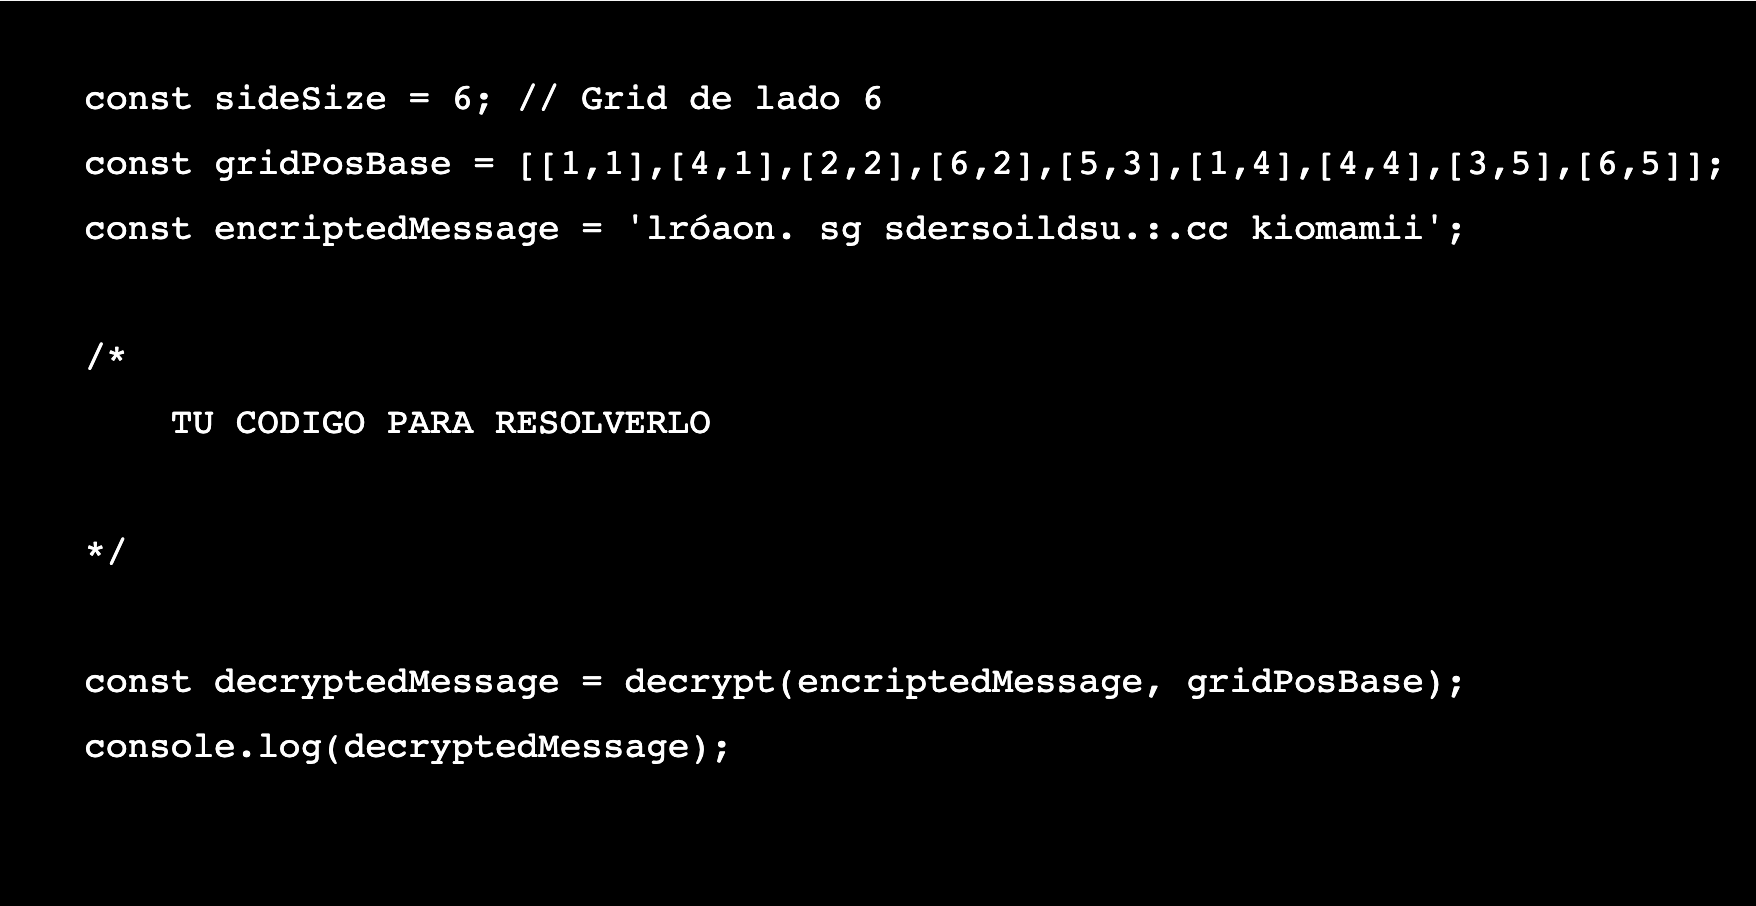 const sideSize = 6; // Grid de lado 6
const gridPosBase = [[1,1],[4,1],[2,2],[6,2],[5,3],[1,4],[4,4],[3,5],[6,5]];
const encriptedMessage = 'lróaon. sg sdersoildsu.:.cc kiomamii';
/*
TU CODIGO PARA RESOLVERLO
*/
const decryptedMessage = decrypt(encriptedMessage, gridPosBase);
console.log(decryptedMessage);